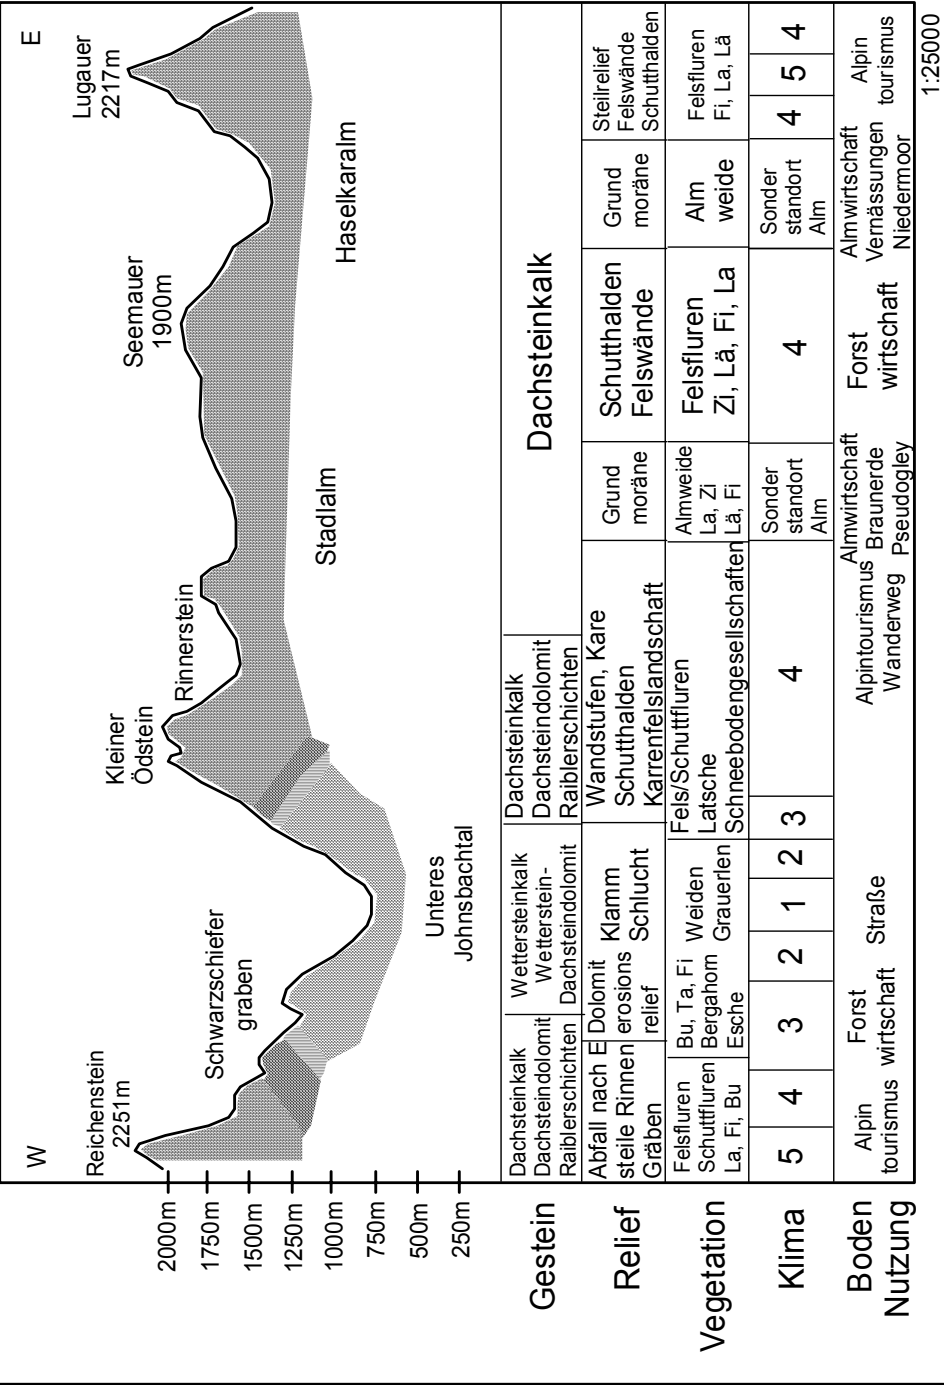 W
E
Reichenstein
2251m
Schwarzschiefer
graben
Unteres
Johnsbachtal
Kleiner
Ödstein
Rinnerstein
Stadlalm
Seemauer
1900m
Haselkaralm
Lugauer
2217m
2000m
1750m
1500m
1250m
1000m
750m
500m
250m
Gestein
Dachsteinkalk
Dachsteindolomit
Raiblerschichten
Wettersteinkalk
Wetterstein-
Dachsteindolomit
Dachsteinkalk
Dachsteindolomit
Raiblerschichten
Dachsteinkalk
Relief
Abfall nach E
steile Rinnen
Gräben
Dolomit
erosions
relief
Klamm
Schlucht
Wandstufen, Kare
Schutthalden
Karrenfelslandschaft
Grund
moräne
Schutthalden
Felswände
Grund
moräne
Steilrelief
Felswände
Schutthalden
Vegetation
Felsfluren
Schuttfluren
La, Fi, Bu
Bu, Ta, Fi
Bergahorn
Esche
Weiden
Grauerlen
Fels/Schuttfluren
Latsche
Schneebodengesellschaften
Almweide
La, Zi
Lä, Fi
Felsfluren
Zi, Lä, Fi, La
Alm
weide
Felsfluren
Fi, La, Lä
Klima
5
4
3
2
1
2
3
4
Sonder
standort
Alm
4
Sonder
standort
Alm
4
5
4
Boden
Nutzung
Alpin
tourismus
Forst
wirtschaft
Straße
Alpintourismus
Wanderweg
Almwirtschaft
Braunerde
Pseudogley
Forst
wirtschaft
Almwirtschaft
Vernässungen
Niedermoor
Alpin
tourismus
1:25000